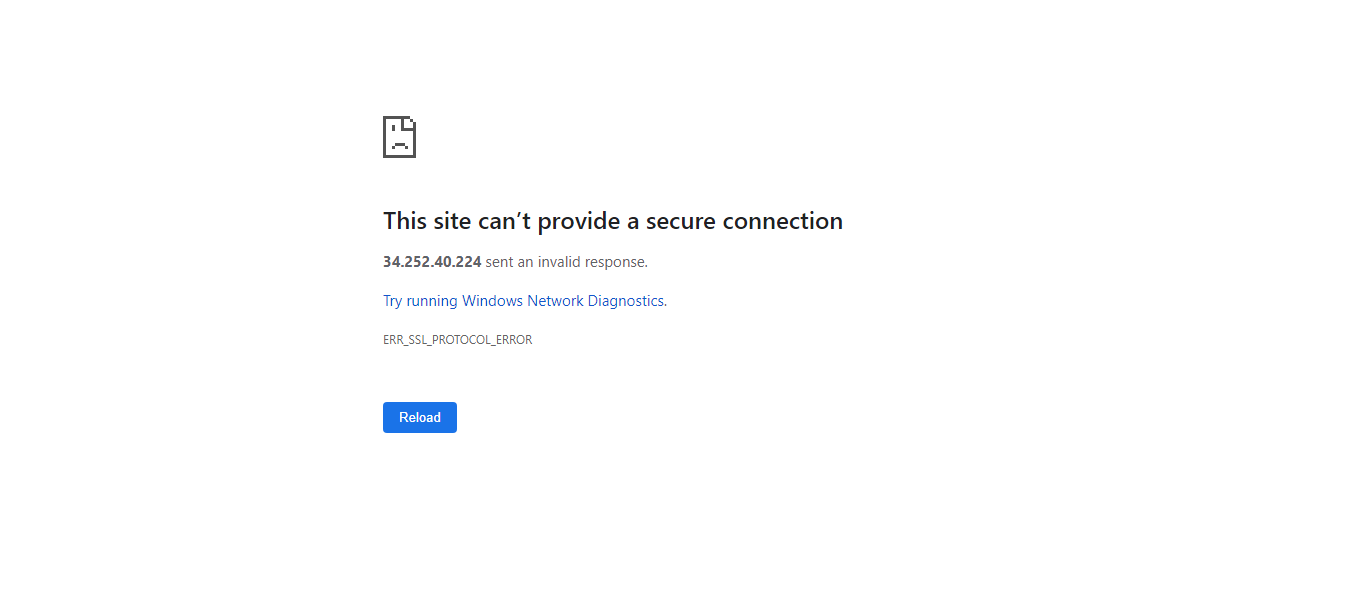 This site can’t provide a secure connection
34.252.40.224 sent an invalid response.
Try running Windows Network Diagnostics.
ERR_SSL_PROTOCOL_ERROR
Reload